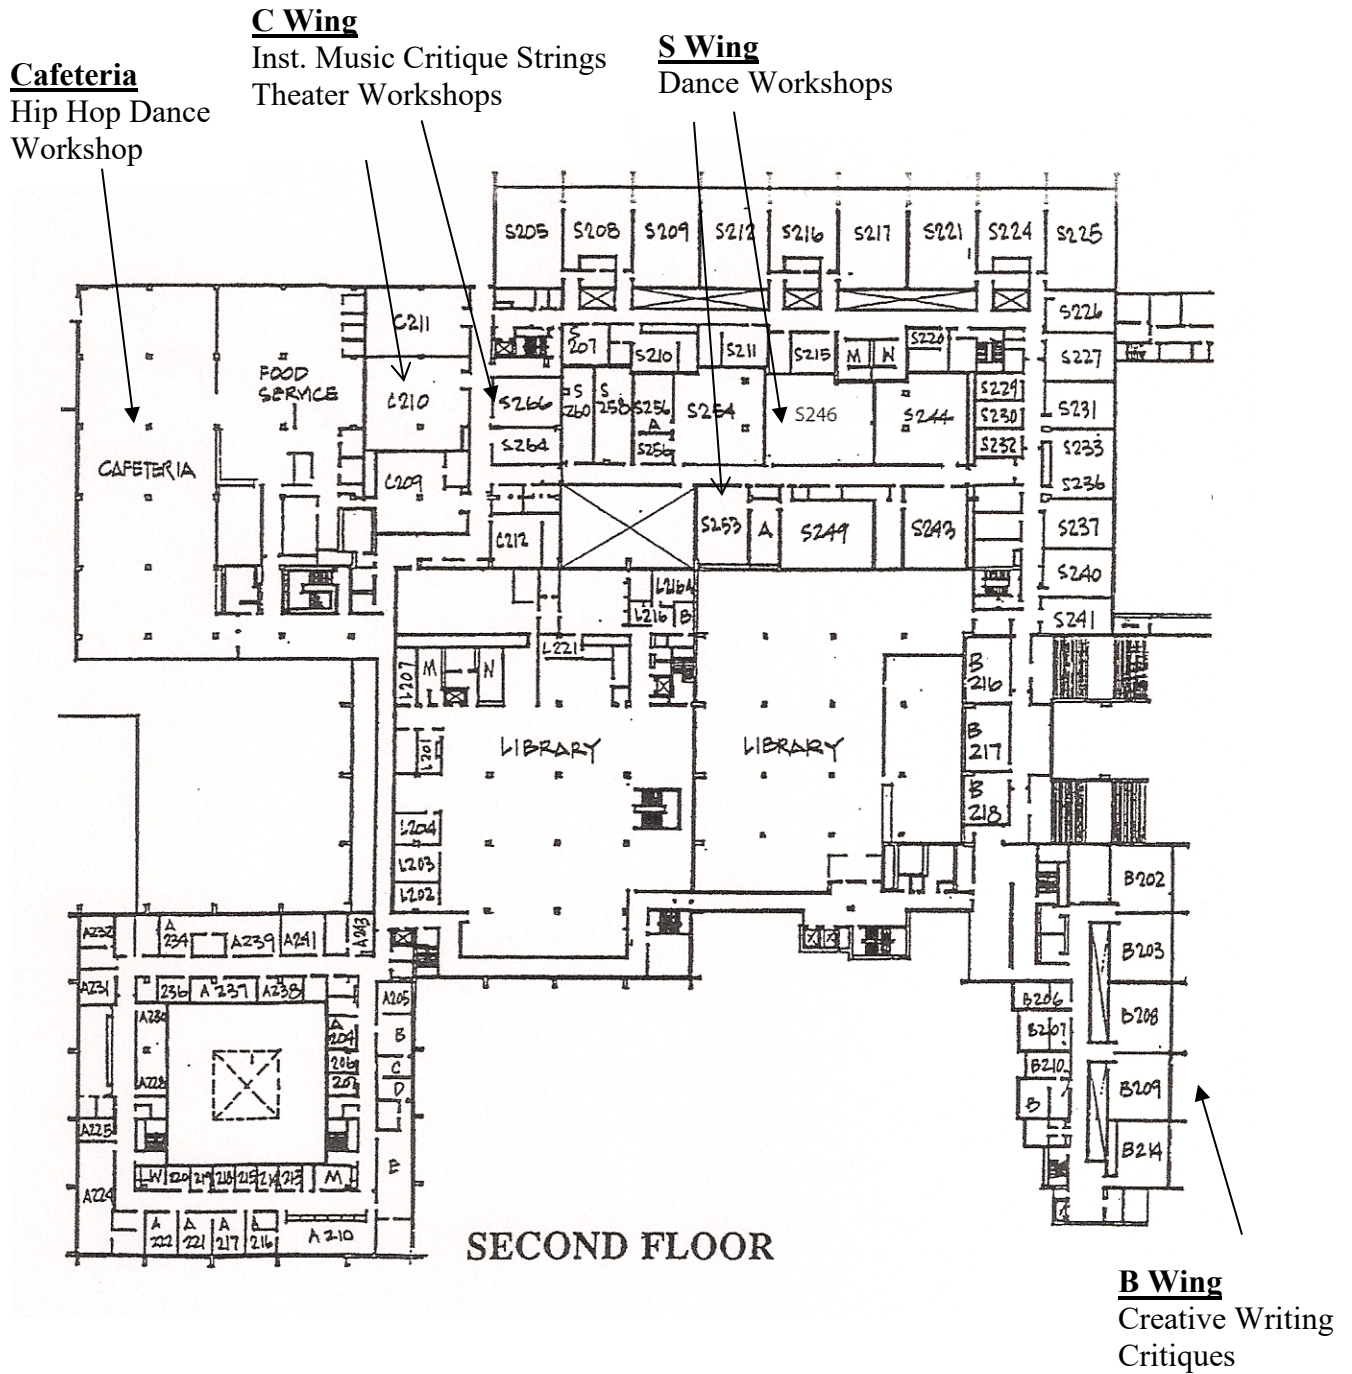 C Wing
Inst. Music Critique Strings
Theater Workshops
S Wing
Dance Workshops
Cafeteria
Hip Hop Dance
Workshop
S205 S208 S209 S212 S216 S217 S221 S224 S225
S226
C211
S
207
S210
S211
S215
M
W
S220
S227
FOOD
SERVICE
C210
S266
S
260
S
258
S256
A
S254
S246
S244
S229
S230
S231
S264
S256
S232
S233
CAFETERIA
C209
S236
C212
S253
A
S249
S243
S237
S240
L216A
L216
B
S241
L221
L207
M
W
B
216
L201
LIBRARY
LIBRARY
B
217
B
218
L204
L203
L202
B202
A232
A
234
A239
A241
A243
B203
A231
236
A237
A238
A205
B206
A230
A
204
B
B207
B208
206
C
B210
A228
207
D
B209
B
A225
B214
W
220
219
218
215
214
213
M
E
A224
A
222
A
221
A
217
A
216
A210
SECOND FLOOR
B Wing
Creative Writing
Critiques